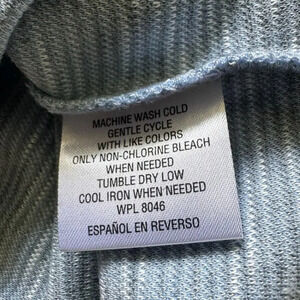 MACHINE WASH COLD
GENTLE CYCLE
WITH LIKE COLORS
ONLY NON-CHLORINE BLEACH
WHEN NEEDED
TUMBLE DRY LOW
COOL IRON WHEN NEEDED
WPL 8046
ESPAÑOL EN REVERSO